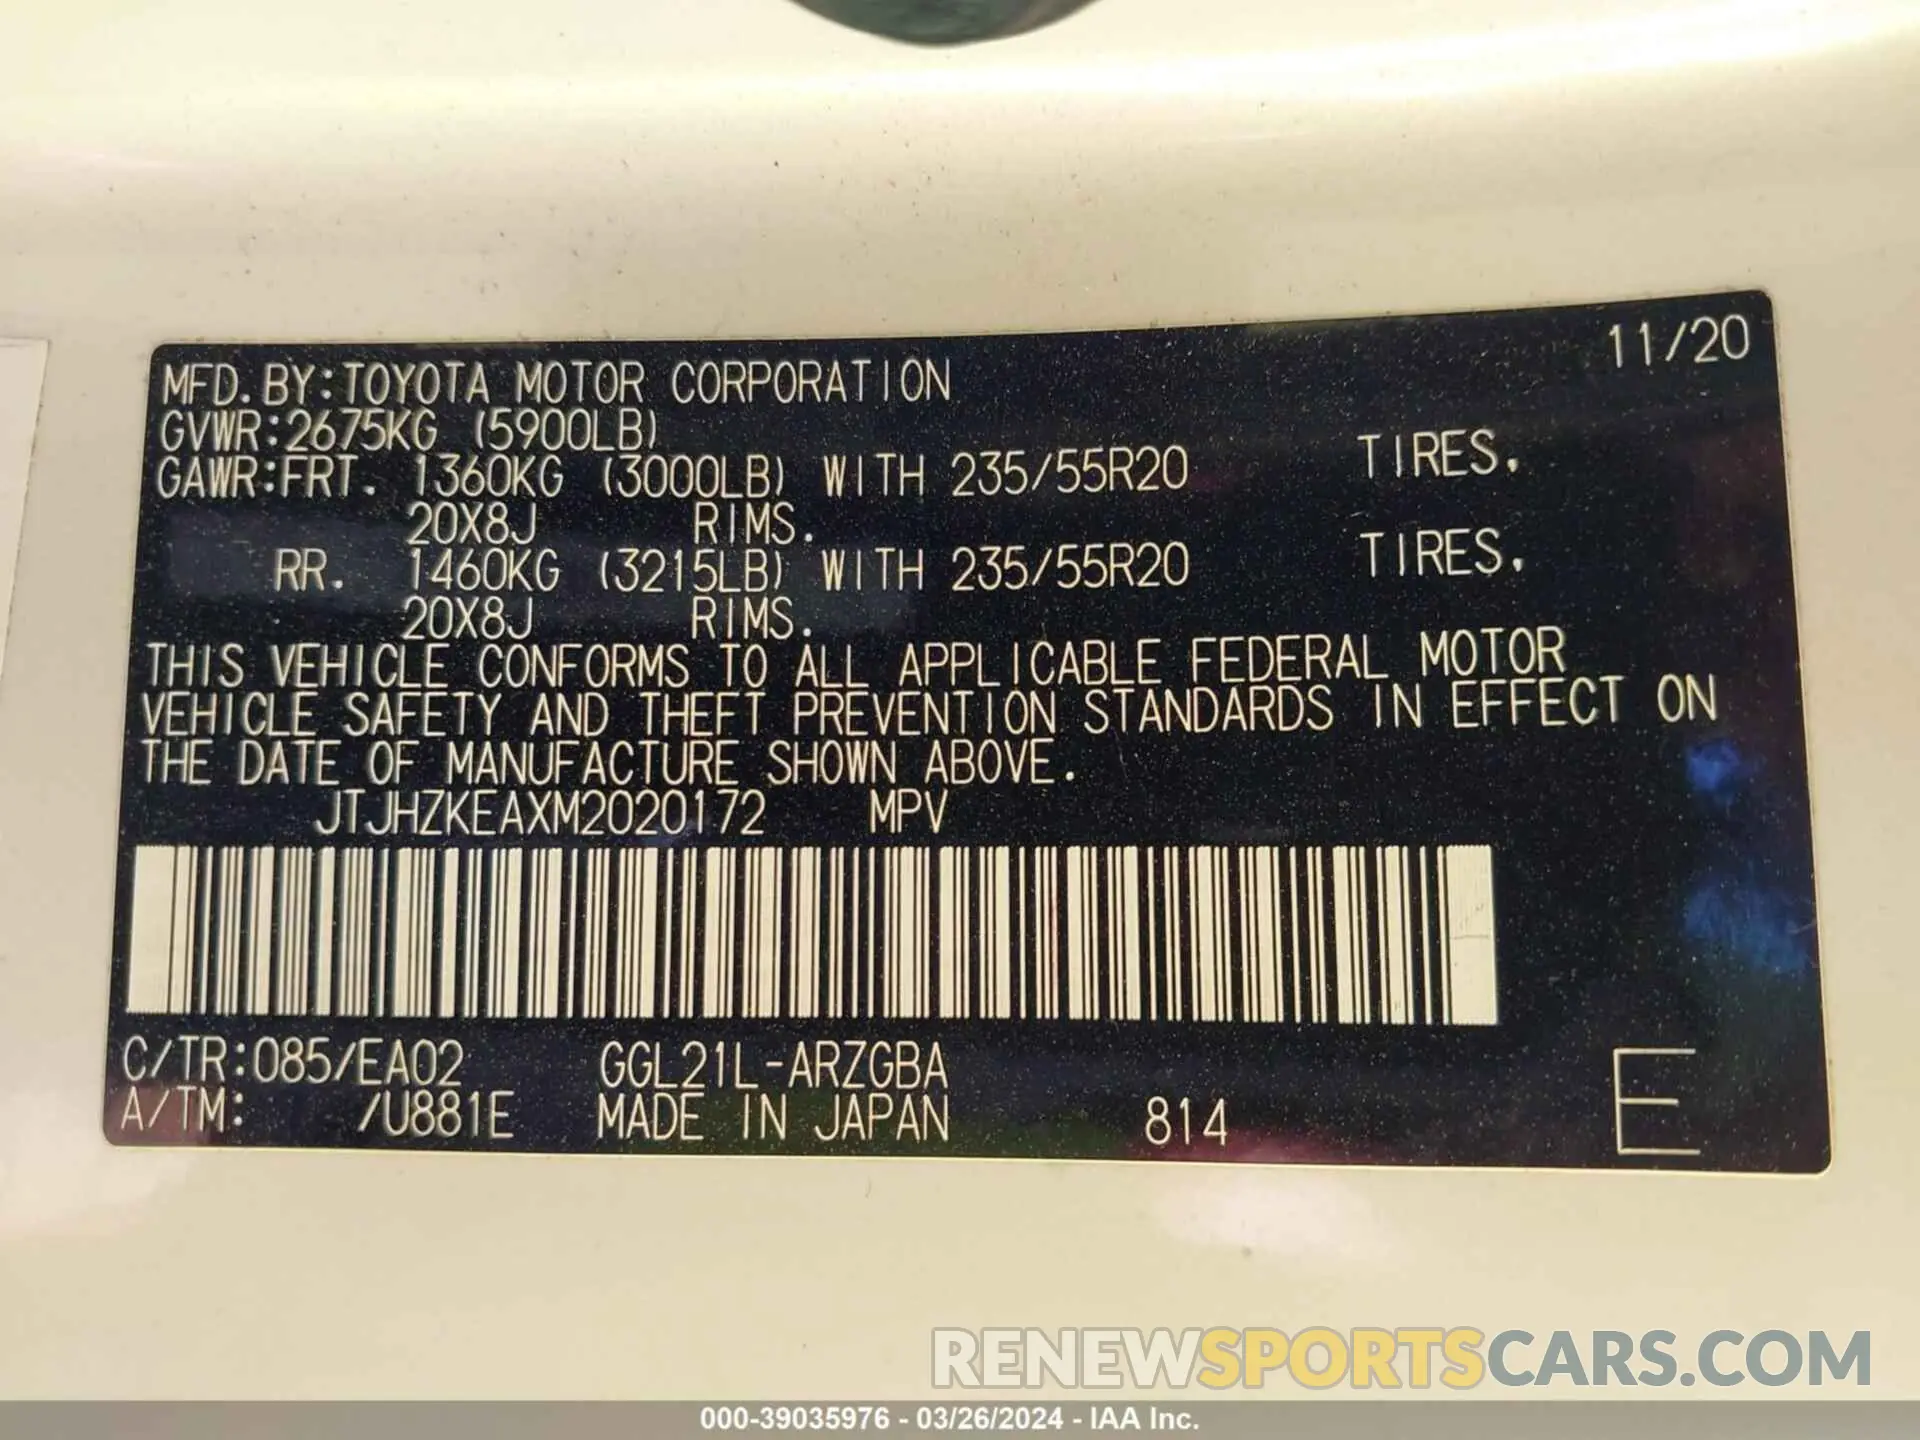 11/20
MFD.BY:TOYOTA MOTOR CORPORATION
GVWR:2675KG (5900LB)
GAWR:FRT. 1360KG (3000LB) WITH 235/55R20 TIRES.
20X8J RIMS.
RR. 1460KG (3215LB) WITH 235/55R20 TIRES.
20X8J RIMS.
THIS VEHICLE CONFORMS TO ALL APPLICABLE FEDERAL MOTOR
VEHICLE SAFETY AND THEFT PREVENTION STANDARDS IN EFFECT ON
THE DATE OF MANUFACTURE SHOWN ABOVE.
JTJHZKEAXM2020172 MPV
C/TR:085/EA02 GGL21L-ARZGBA
A/TM: /U881E MADE IN JAPAN 814 E
RENEWSPORTSCARS.COM
000-39035976 - 03/26/2024 - IAA Inc.